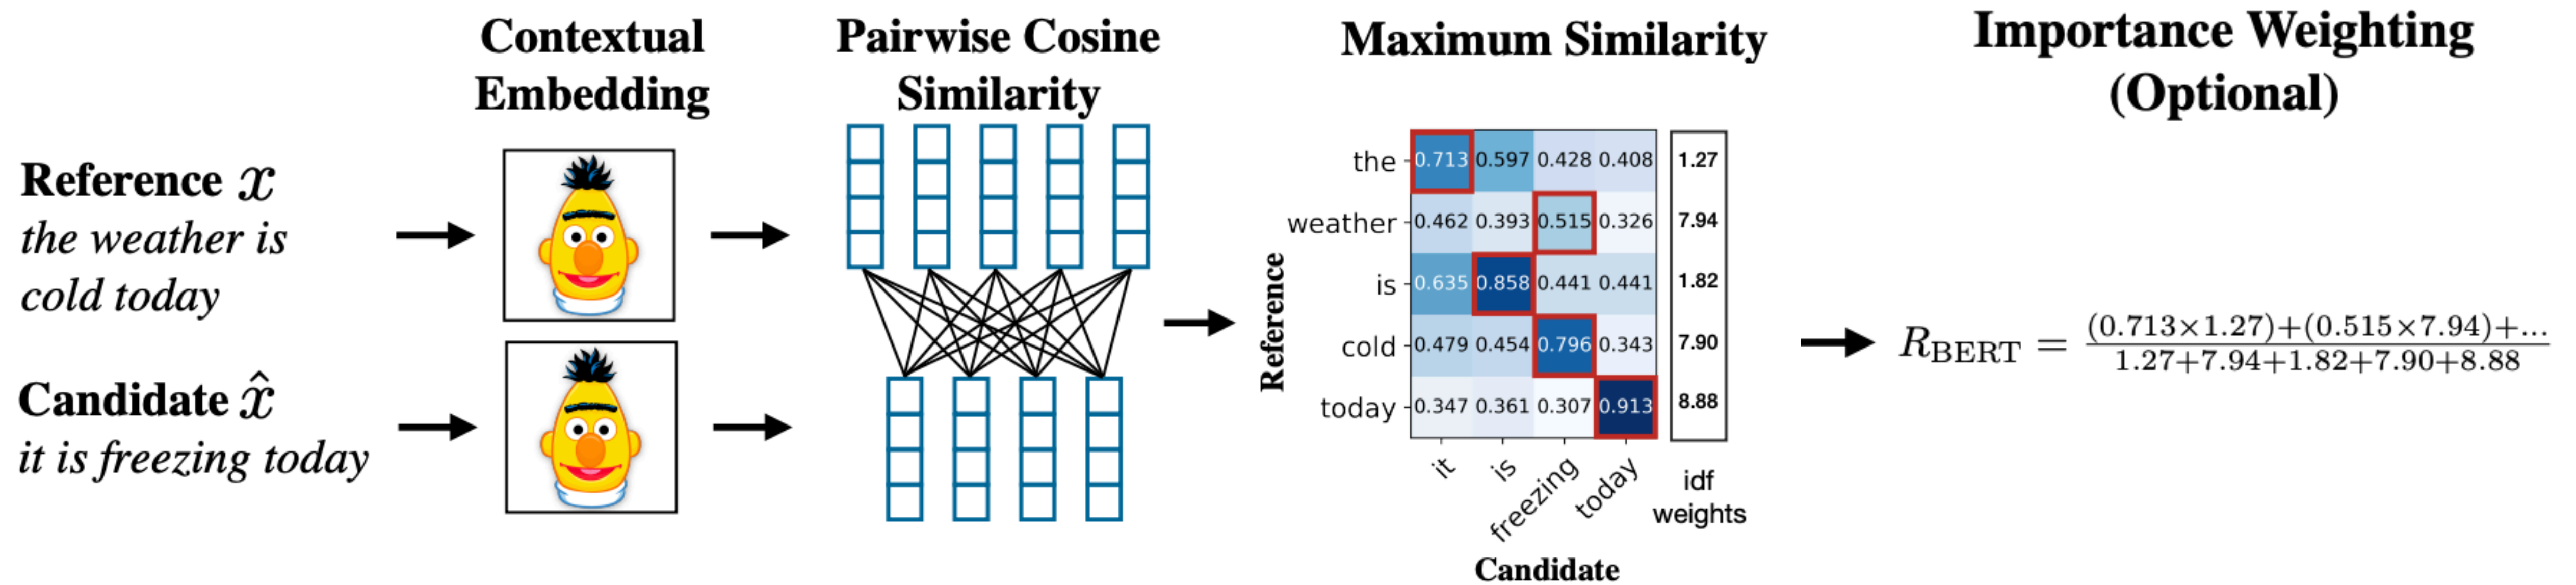 Contextual
Embedding
Pairwise Cosine
Similarity
Maximum Similarity
Importance Weighting
(Optional)
Reference x
the weather is
cold today
Candidate x̂
it is freezing today
Reference
the 0.713 0.597 0.428 0.408 1.27
weather 0.462 0.393 0.515 0.326 7.94
is 0.635 0.858 0.441 0.441 1.82
cold 0.479 0.454 0.796 0.343 7.90
today 0.347 0.361 0.307 0.913 8.88
it is freezing today
idf
weights
Candidate
R_BERT = (0.713×1.27)+(0.515×7.94)+...
1.27+7.94+1.82+7.90+8.88